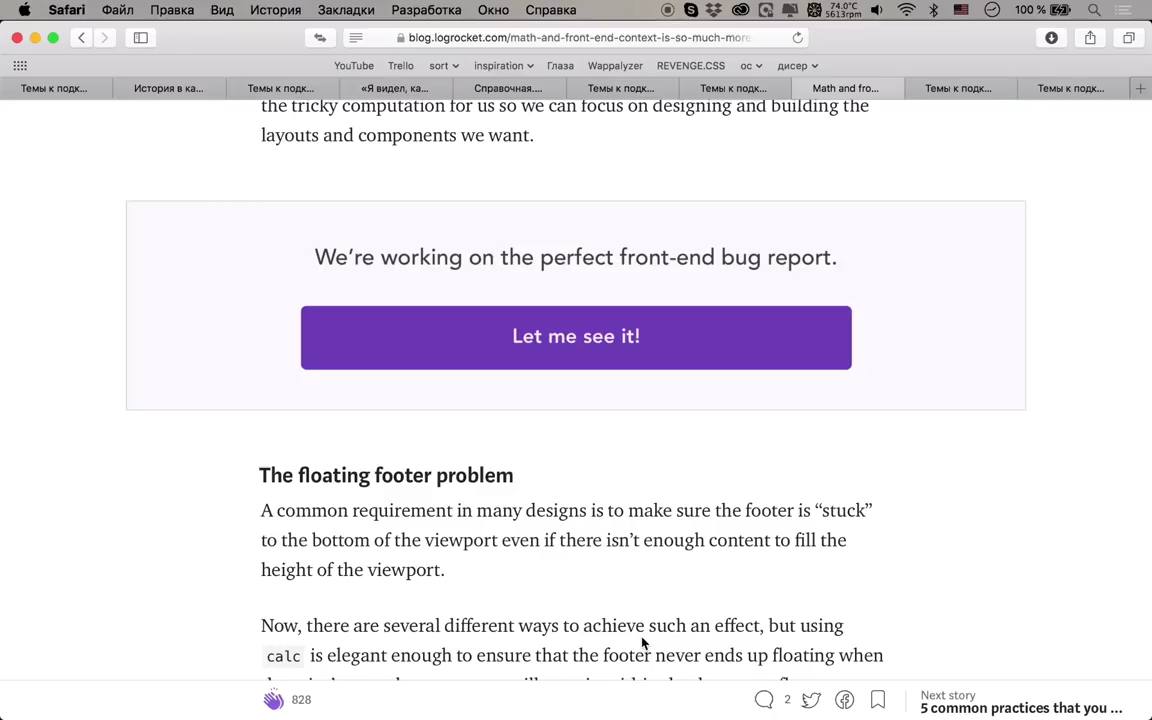 Safari Файл Правка Вид История Закладки Разработка Окно Справка 74.0°C 5613rpm 100 %
blog.logrocket.com/math-and-front-end-context-is-so-much-more
YouTube Trello sort inspiration Глаза Wappalyzer REVENGE.CSS ос дисер
Темы к подк... История в ка... Темы к подк... «Я видел, ка... Справочная.... Темы к подк... Темы к подк... Math and fro... Темы к подк... Темы к подк...
the tricky computation for us so we can focus on designing and building the
layouts and components we want.
We’re working on the perfect front-end bug report.
Let me see it!
The floating footer problem
A common requirement in many designs is to make sure the footer is “stuck”
to the bottom of the viewport even if there isn’t enough content to fill the
height of the viewport.
Now, there are several different ways to achieve such an effect, but using
calc is elegant enough to ensure that the footer never ends up floating when
828 2 Next story
5 common practices that you ...